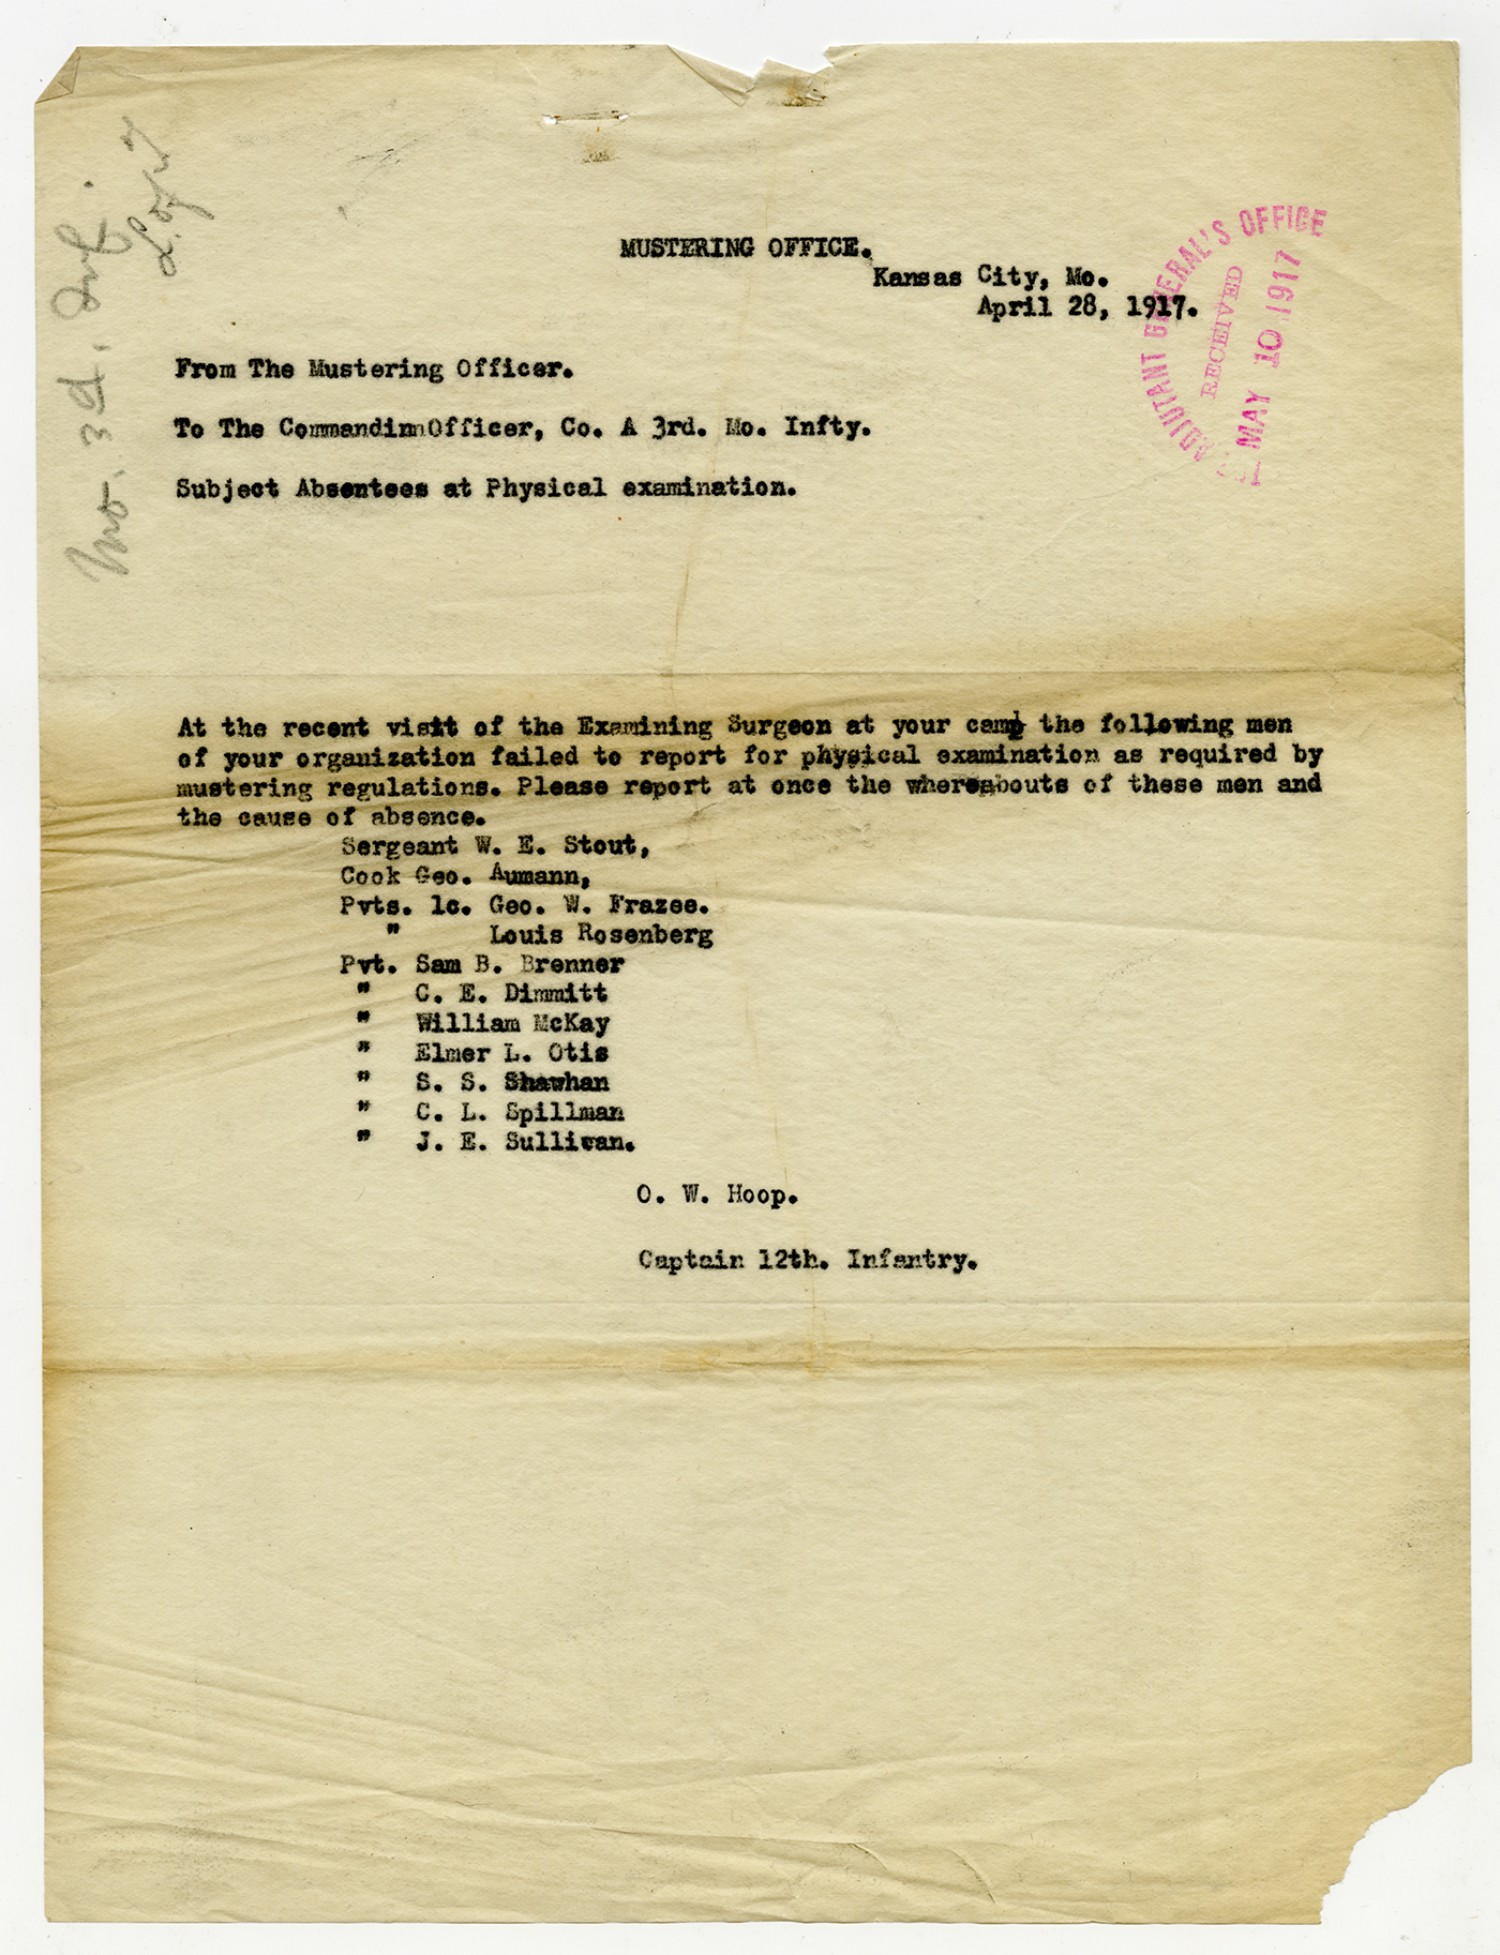 MUSTERING OFFICE.
Kansas City, Mo.
April 28, 1917.
ADJUTANT GENERAL'S OFFICE
RECEIVED
MAY 10 1917
Mo. 3d. Inf.
From The Mustering Officer.
To The CommandinnOfficer, Co. A 3rd. Mo. Infty.
Subject Absentees at Physical examination.
At the recent visit of the Examining Surgeon at your camp the following men
of your organization failed to report for physical examination as required by
mustering regulations. Please report at once the whereabouts of these men and
the cause of absence.
Sergeant W. E. Stout,
Cook Geo. Aumann,
Pvts. 1c. Geo. W. Frazee.
" Louis Rosenberg
Pvt. Sam B. Brenner
" C. E. Dimmitt
" William McKay
" Elmer L. Otis
" S. S. Shawhan
" C. L. Spillman
" J. E. Sullivan.
O. W. Hoop.
Captain 12th. Infantry.